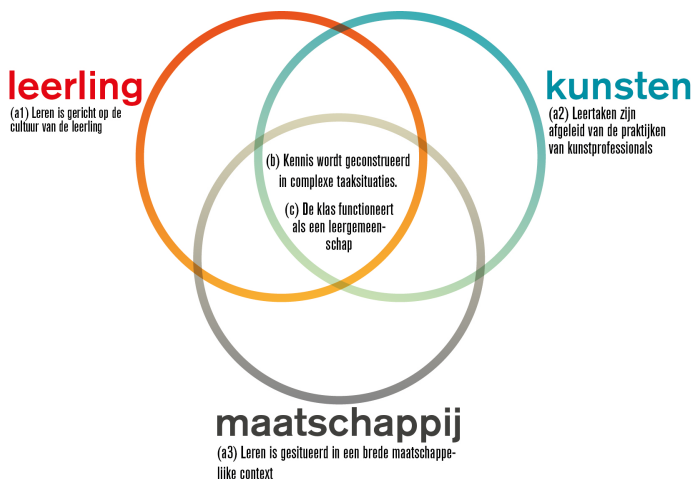 leerling
(a1) Leren is gericht op de
cultuur van de leerling
kunsten
(a2) Leertaken zijn
afgeleid van de praktijken
van kunstprofessionals
(b) Kennis wordt geconstrueerd
in complexe taaksituaties.
(c) De klas functioneert
als een leergemeen-
schap
maatschappij
(a3) Leren is gesitueerd in een brede maatschappe-
lijke context